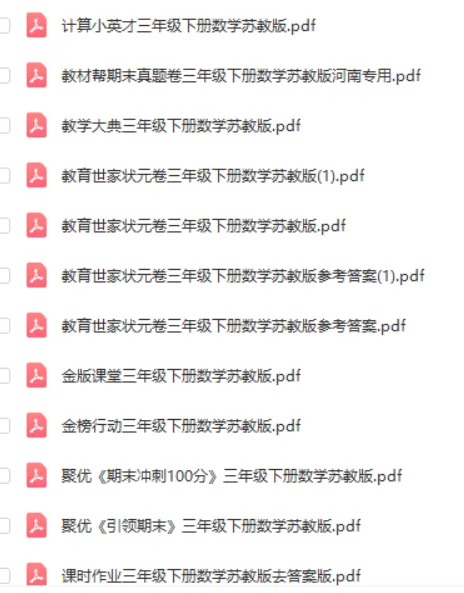 计算小英才三年级下册数学苏教版.pdf
教材帮期末真题卷三年级下册数学苏教版河南专用.pdf
教学大典三年级下册数学苏教版.pdf
教育世家状元卷三年级下册数学苏教版(1).pdf
教育世家状元卷三年级下册数学苏教版.pdf
教育世家状元卷三年级下册数学苏教版参考答案(1).pdf
教育世家状元卷三年级下册数学苏教版参考答案.pdf
金版课堂三年级下册数学苏教版.pdf
金榜行动三年级下册数学苏教版.pdf
聚优《期末冲刺100分》三年级下册数学苏教版.pdf
聚优《引领期末》三年级下册数学苏教版.pdf
课时作业三年级下册数学苏教版去答案版.pdf